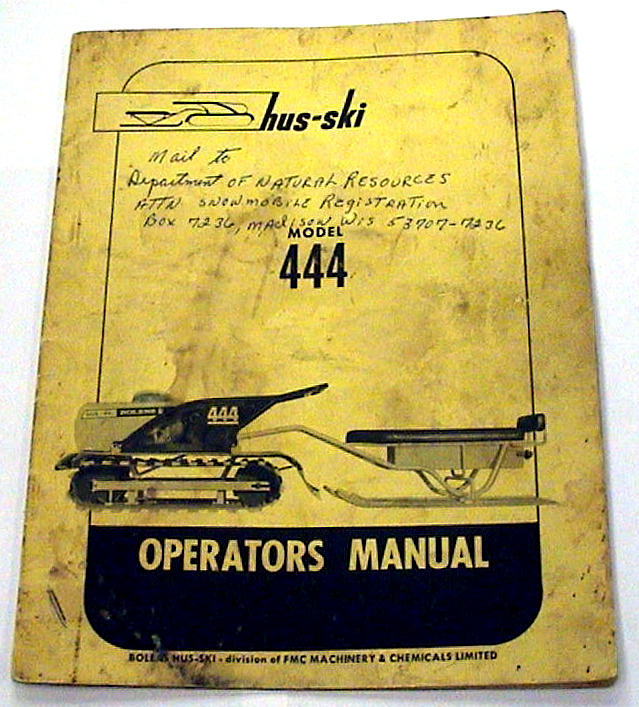 hus-ski
Mail to
Department OF NATURAL RESOURCES
ATTN SNOWMOBILE REGISTRATION
Box 7236, MADISON WIS 53707-7236
MODEL
444
BOLENS
444
OPERATORS MANUAL
BOLENS HUS-SKI - division of FMC MACHINERY & CHEMICALS LIMITED